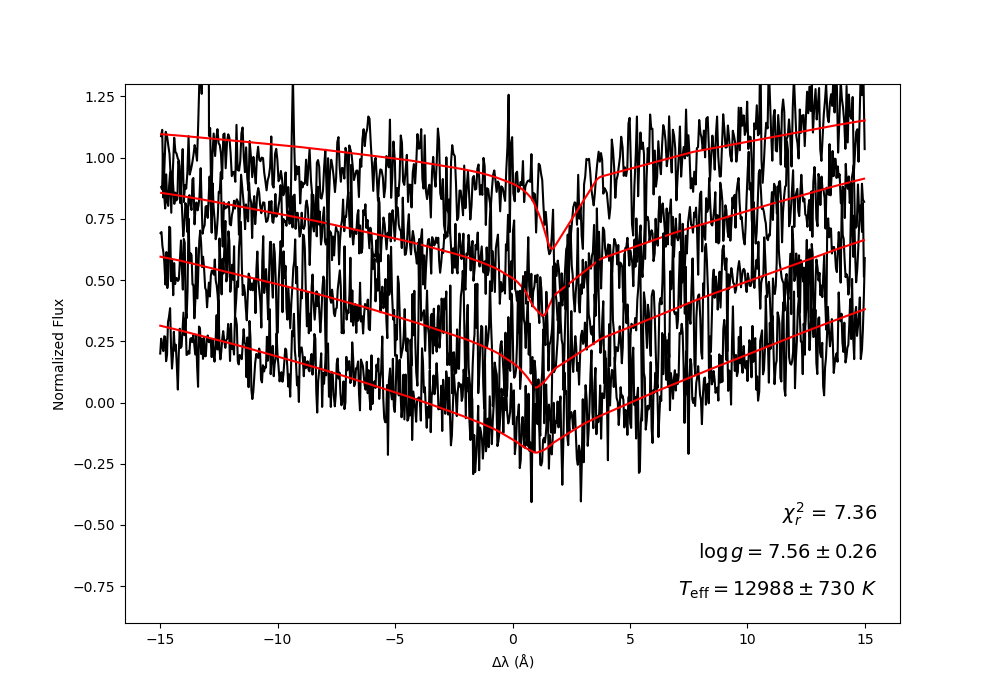 1.25
1.00
0.75
0.50
0.25
0.00
−0.25
−0.50
−0.75
Normalized Flux
χ²ᵣ = 7.36
log g = 7.56 ± 0.26
T_eff = 12988 ± 730 K
−15 −10 −5 0 5 10 15
Δλ (Å)